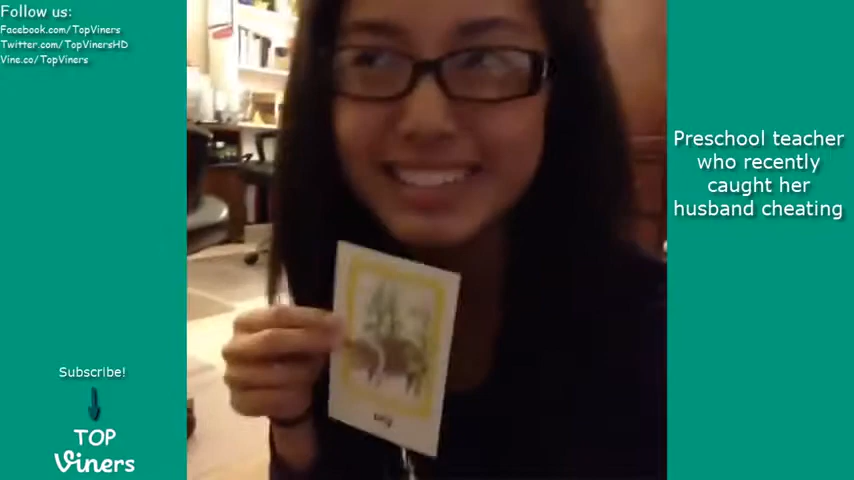 Follow us:
Facebook.com/TopViners
Twitter.com/TopVinersHD
Vine.co/TopViners
Preschool teacher
who recently
caught her
husband cheating
Subscribe!
TOP
Viners